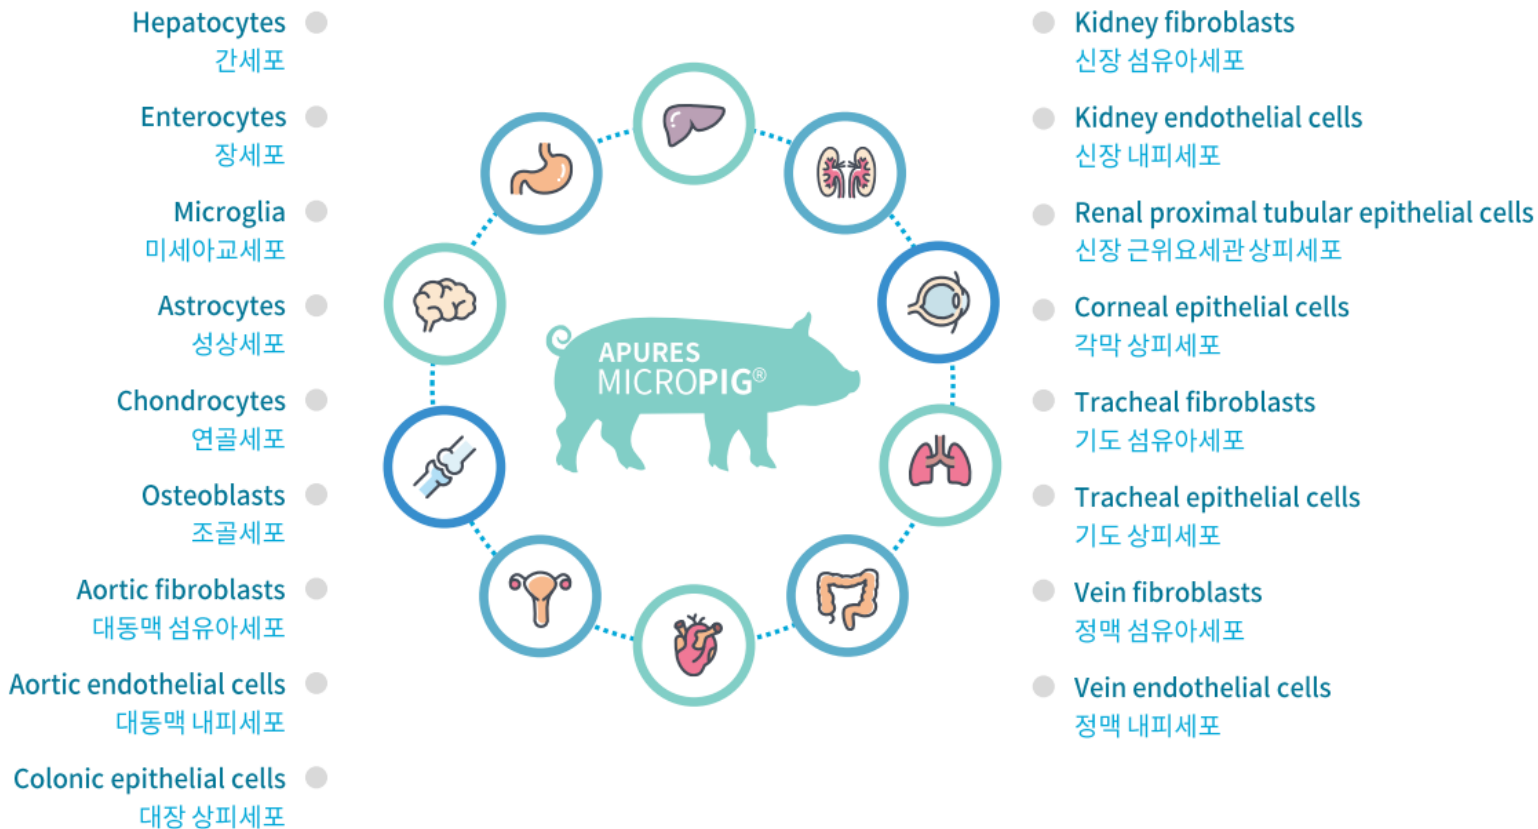 Hepatocytes
간세포
Enterocytes
장세포
Microglia
미세아교세포
Astrocytes
성상세포
Chondrocytes
연골세포
Osteoblasts
조골세포
Aortic fibroblasts
대동맥 섬유아세포
Aortic endothelial cells
대동맥 내피세포
Colonic epithelial cells
대장 상피세포
APURES
MICROPIG®
Kidney fibroblasts
신장 섬유아세포
Kidney endothelial cells
신장 내피세포
Renal proximal tubular epithelial cells
신장 근위요세관 상피세포
Corneal epithelial cells
각막 상피세포
Tracheal fibroblasts
기도 섬유아세포
Tracheal epithelial cells
기도 상피세포
Vein fibroblasts
정맥 섬유아세포
Vein endothelial cells
정맥 내피세포